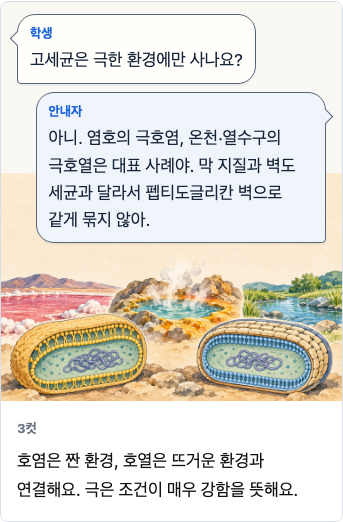 학생
고세균은 극한 환경에만 사나요?
안내자
아니. 염호의 극호염, 온천·열수구의
극호열은 대표 사례야. 막 지질과 벽도
세균과 달라서 펩티도글리칸 벽으로
같게 묶지 않아.
3컷
호염은 짠 환경, 호열은 뜨거운 환경과
연결해요. 극은 조건이 매우 강함을 뜻해요.